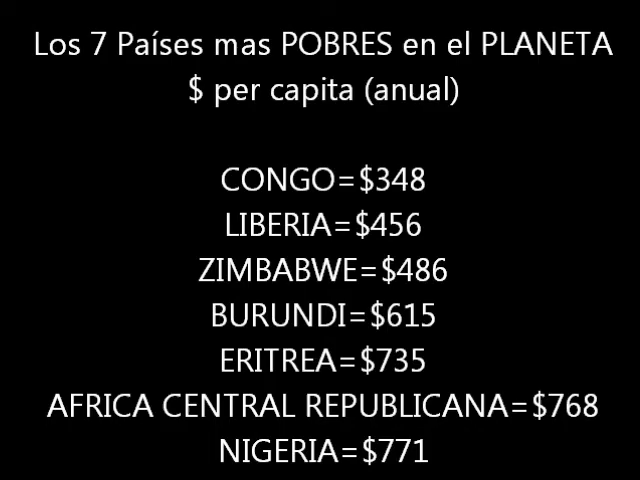 Los 7 Países mas POBRES en el PLANETA
$ per capita (anual)
CONGO=$348
LIBERIA=$456
ZIMBABWE=$486
BURUNDI=$615
ERITREA=$735
AFRICA CENTRAL REPUBLICANA=$768
NIGERIA=$771